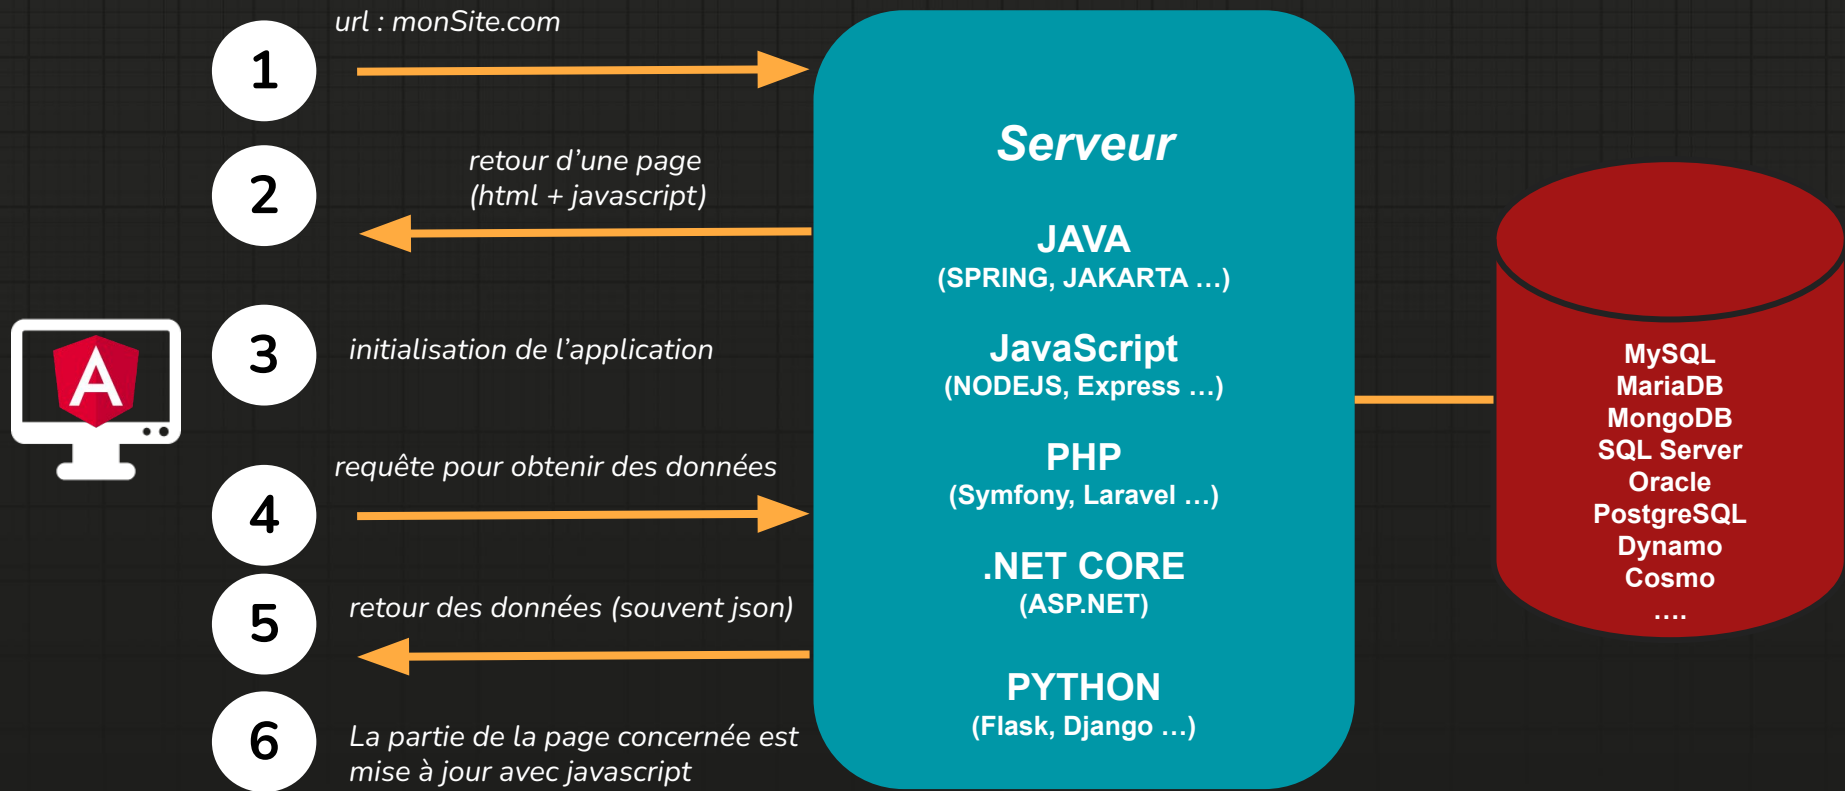 1
url : monSite.com
2
retour d’une page
(html + javascript)
3
initialisation de l’application
4
requête pour obtenir des données
5
retour des données (souvent json)
6
La partie de la page concernée est
mise à jour avec javascript
A
Serveur
JAVA
(SPRING, JAKARTA …)
JavaScript
(NODEJS, Express …)
PHP
(Symfony, Laravel …)
.NET CORE
(ASP.NET)
PYTHON
(Flask, Django …)
MySQL
MariaDB
MongoDB
SQL Server
Oracle
PostgreSQL
Dynamo
Cosmo
....